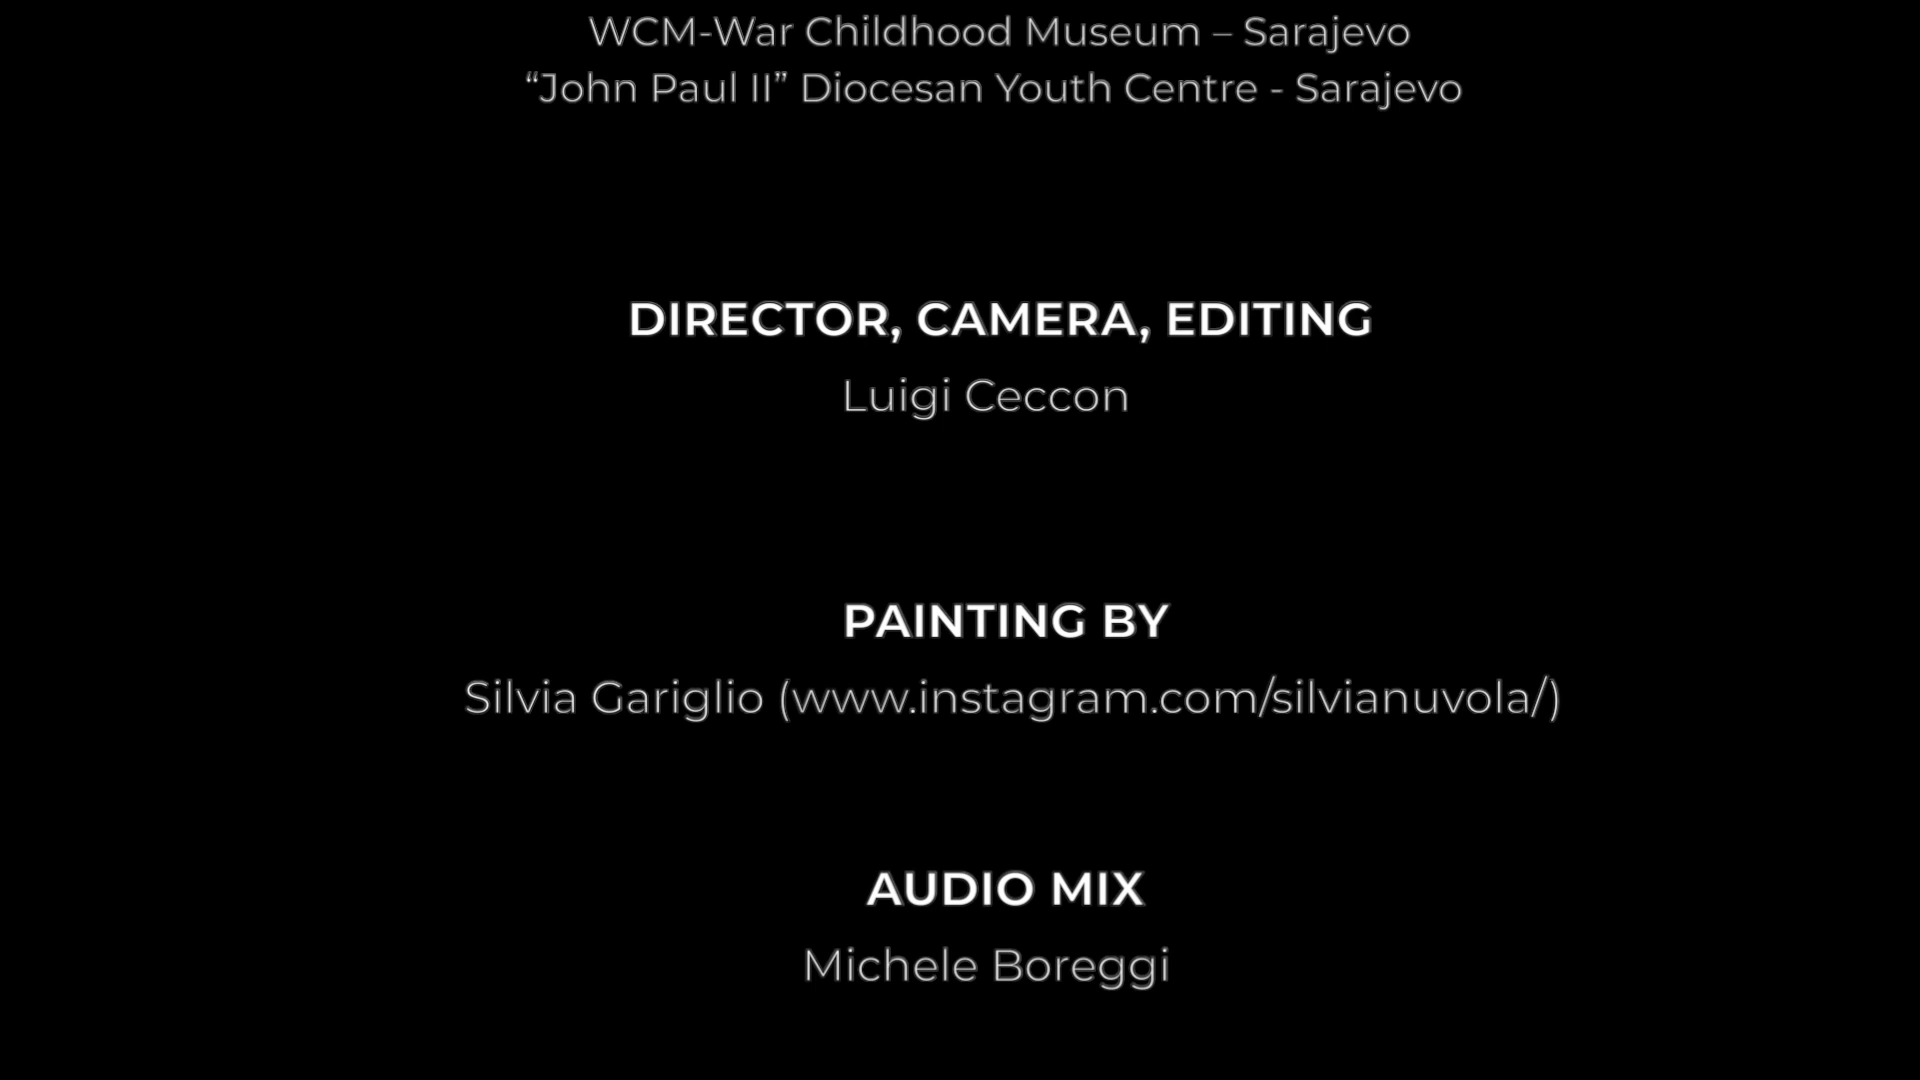 WCM-War Childhood Museum – Sarajevo
“John Paul II” Diocesan Youth Centre - Sarajevo
DIRECTOR, CAMERA, EDITING
Luigi Ceccon
PAINTING BY
Silvia Gariglio (www.instagram.com/silvianuvola/)
AUDIO MIX
Michele Boreggi